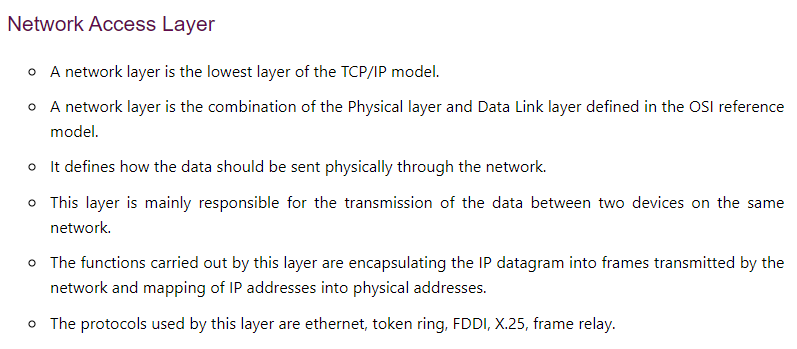 Network Access Layer
A network layer is the lowest layer of the TCP/IP model.
A network layer is the combination of the Physical layer and Data Link layer defined in the OSI reference
model.
It defines how the data should be sent physically through the network.
This layer is mainly responsible for the transmission of the data between two devices on the same
network.
The functions carried out by this layer are encapsulating the IP datagram into frames transmitted by the
network and mapping of IP addresses into physical addresses.
The protocols used by this layer are ethernet, token ring, FDDI, X.25, frame relay.